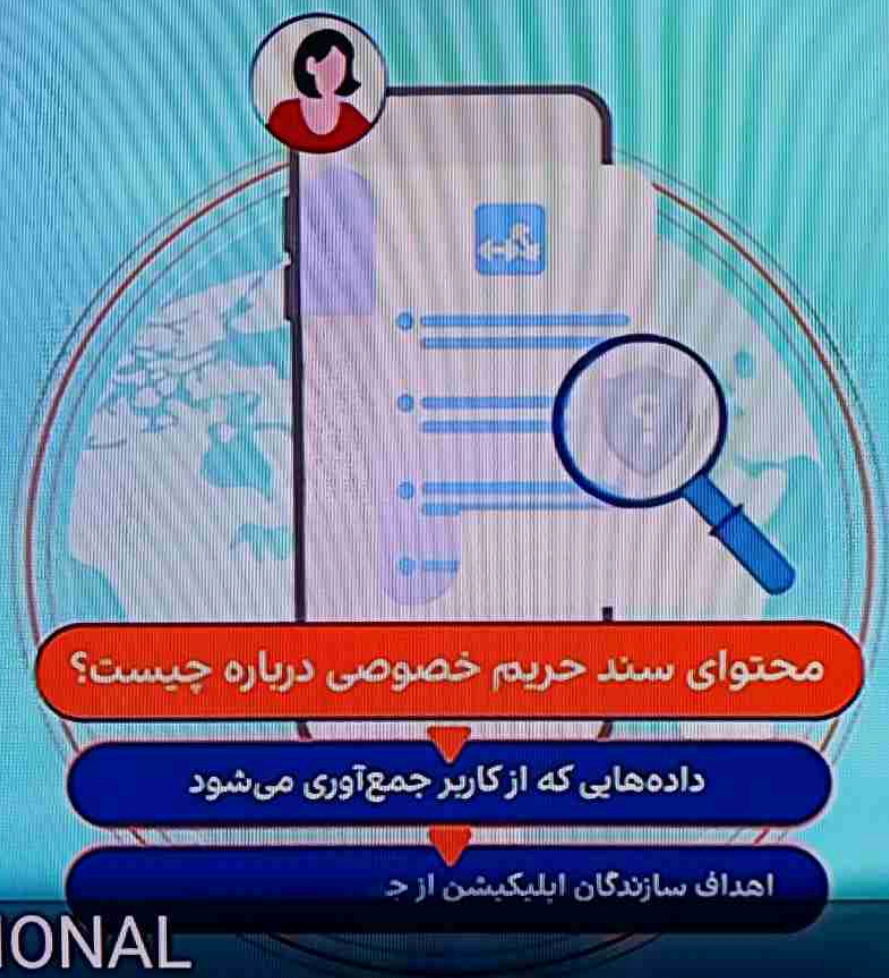 محتوای سند حریم خصوصی درباره چیست؟
داده‌هایی که از کاربر جمع‌آوری می‌شود
اهداف سازندگان اپلیکیشن از ج
IONAL